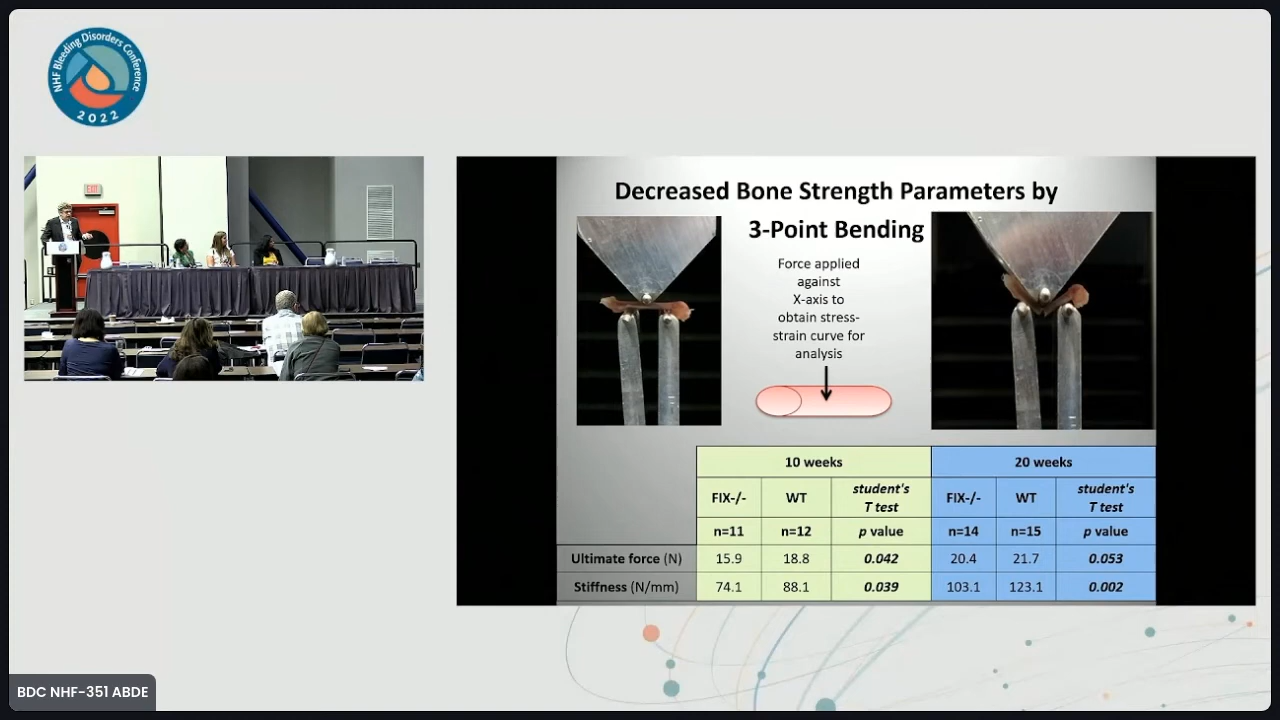 NHF Bleeding Disorders Conference
2022
EXIT
Decreased Bone Strength Parameters by
3-Point Bending
Force applied
against
X-axis to
obtain stress-
strain curve for
analysis
10 weeks 20 weeks
FIX-/- WT student's T test FIX-/- WT student's T test
n=11 n=12 p value n=14 n=15 p value
Ultimate force (N) 15.9 18.8 0.042 20.4 21.7 0.053
Stiffness (N/mm) 74.1 88.1 0.039 103.1 123.1 0.002
BDC NHF-351 ABDE